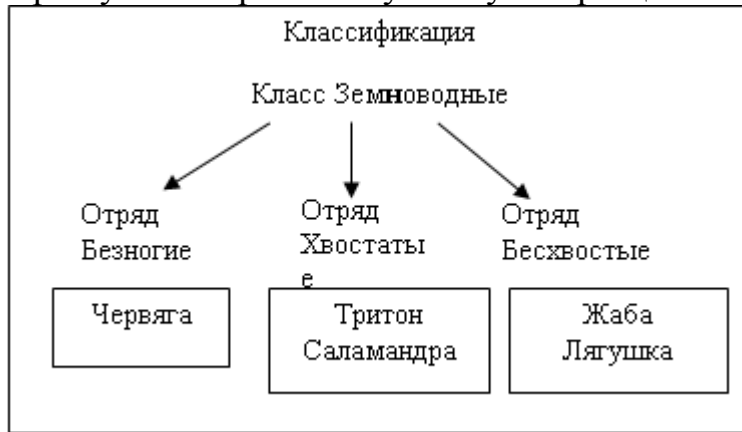 Классификация
Класс Земноводные
Отряд
Безногие
Отряд
Хвостаты
е
Отряд
Бесхвостые
Червяга
Тритон
Саламандра
Жаба
Лягушка